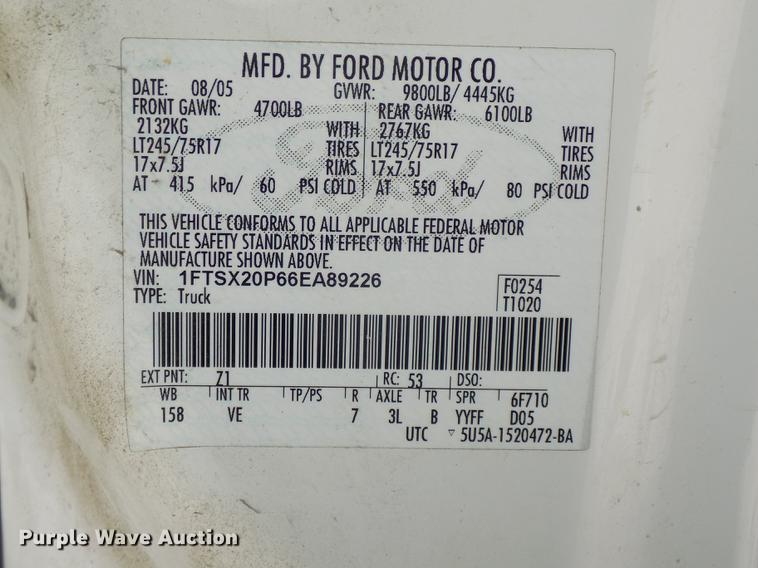 MFD. BY FORD MOTOR CO.
DATE: 08/05 GVWR: 9800LB/ 4445KG
FRONT GAWR: 4700LB REAR GAWR: 6100LB
2132KG WITH 2767KG WITH
LT245/75R17 TIRES LT245/75R17 TIRES
17x7.5J RIMS 17x7.5J RIMS
AT 415 kPa/ 60 PSI COLD AT 550 kPa/ 80 PSI COLD
THIS VEHICLE CONFORMS TO ALL APPLICABLE FEDERAL MOTOR
VEHICLE SAFETY STANDARDS IN EFFECT ON THE DATE OF
MANUFACTURE SHOWN ABOVE.
VIN: 1FTSX20P66EA89226 F0254
TYPE: Truck T1020
EXT PNT: Z1 RC: 53 DSO:
WB INT TR TP/PS R AXLE TR SPR 6F710
158 VE 7 3L B YYFF D05
UTC ▽ 5U5A-1520472-BA
Ford
Purple Wave Auction